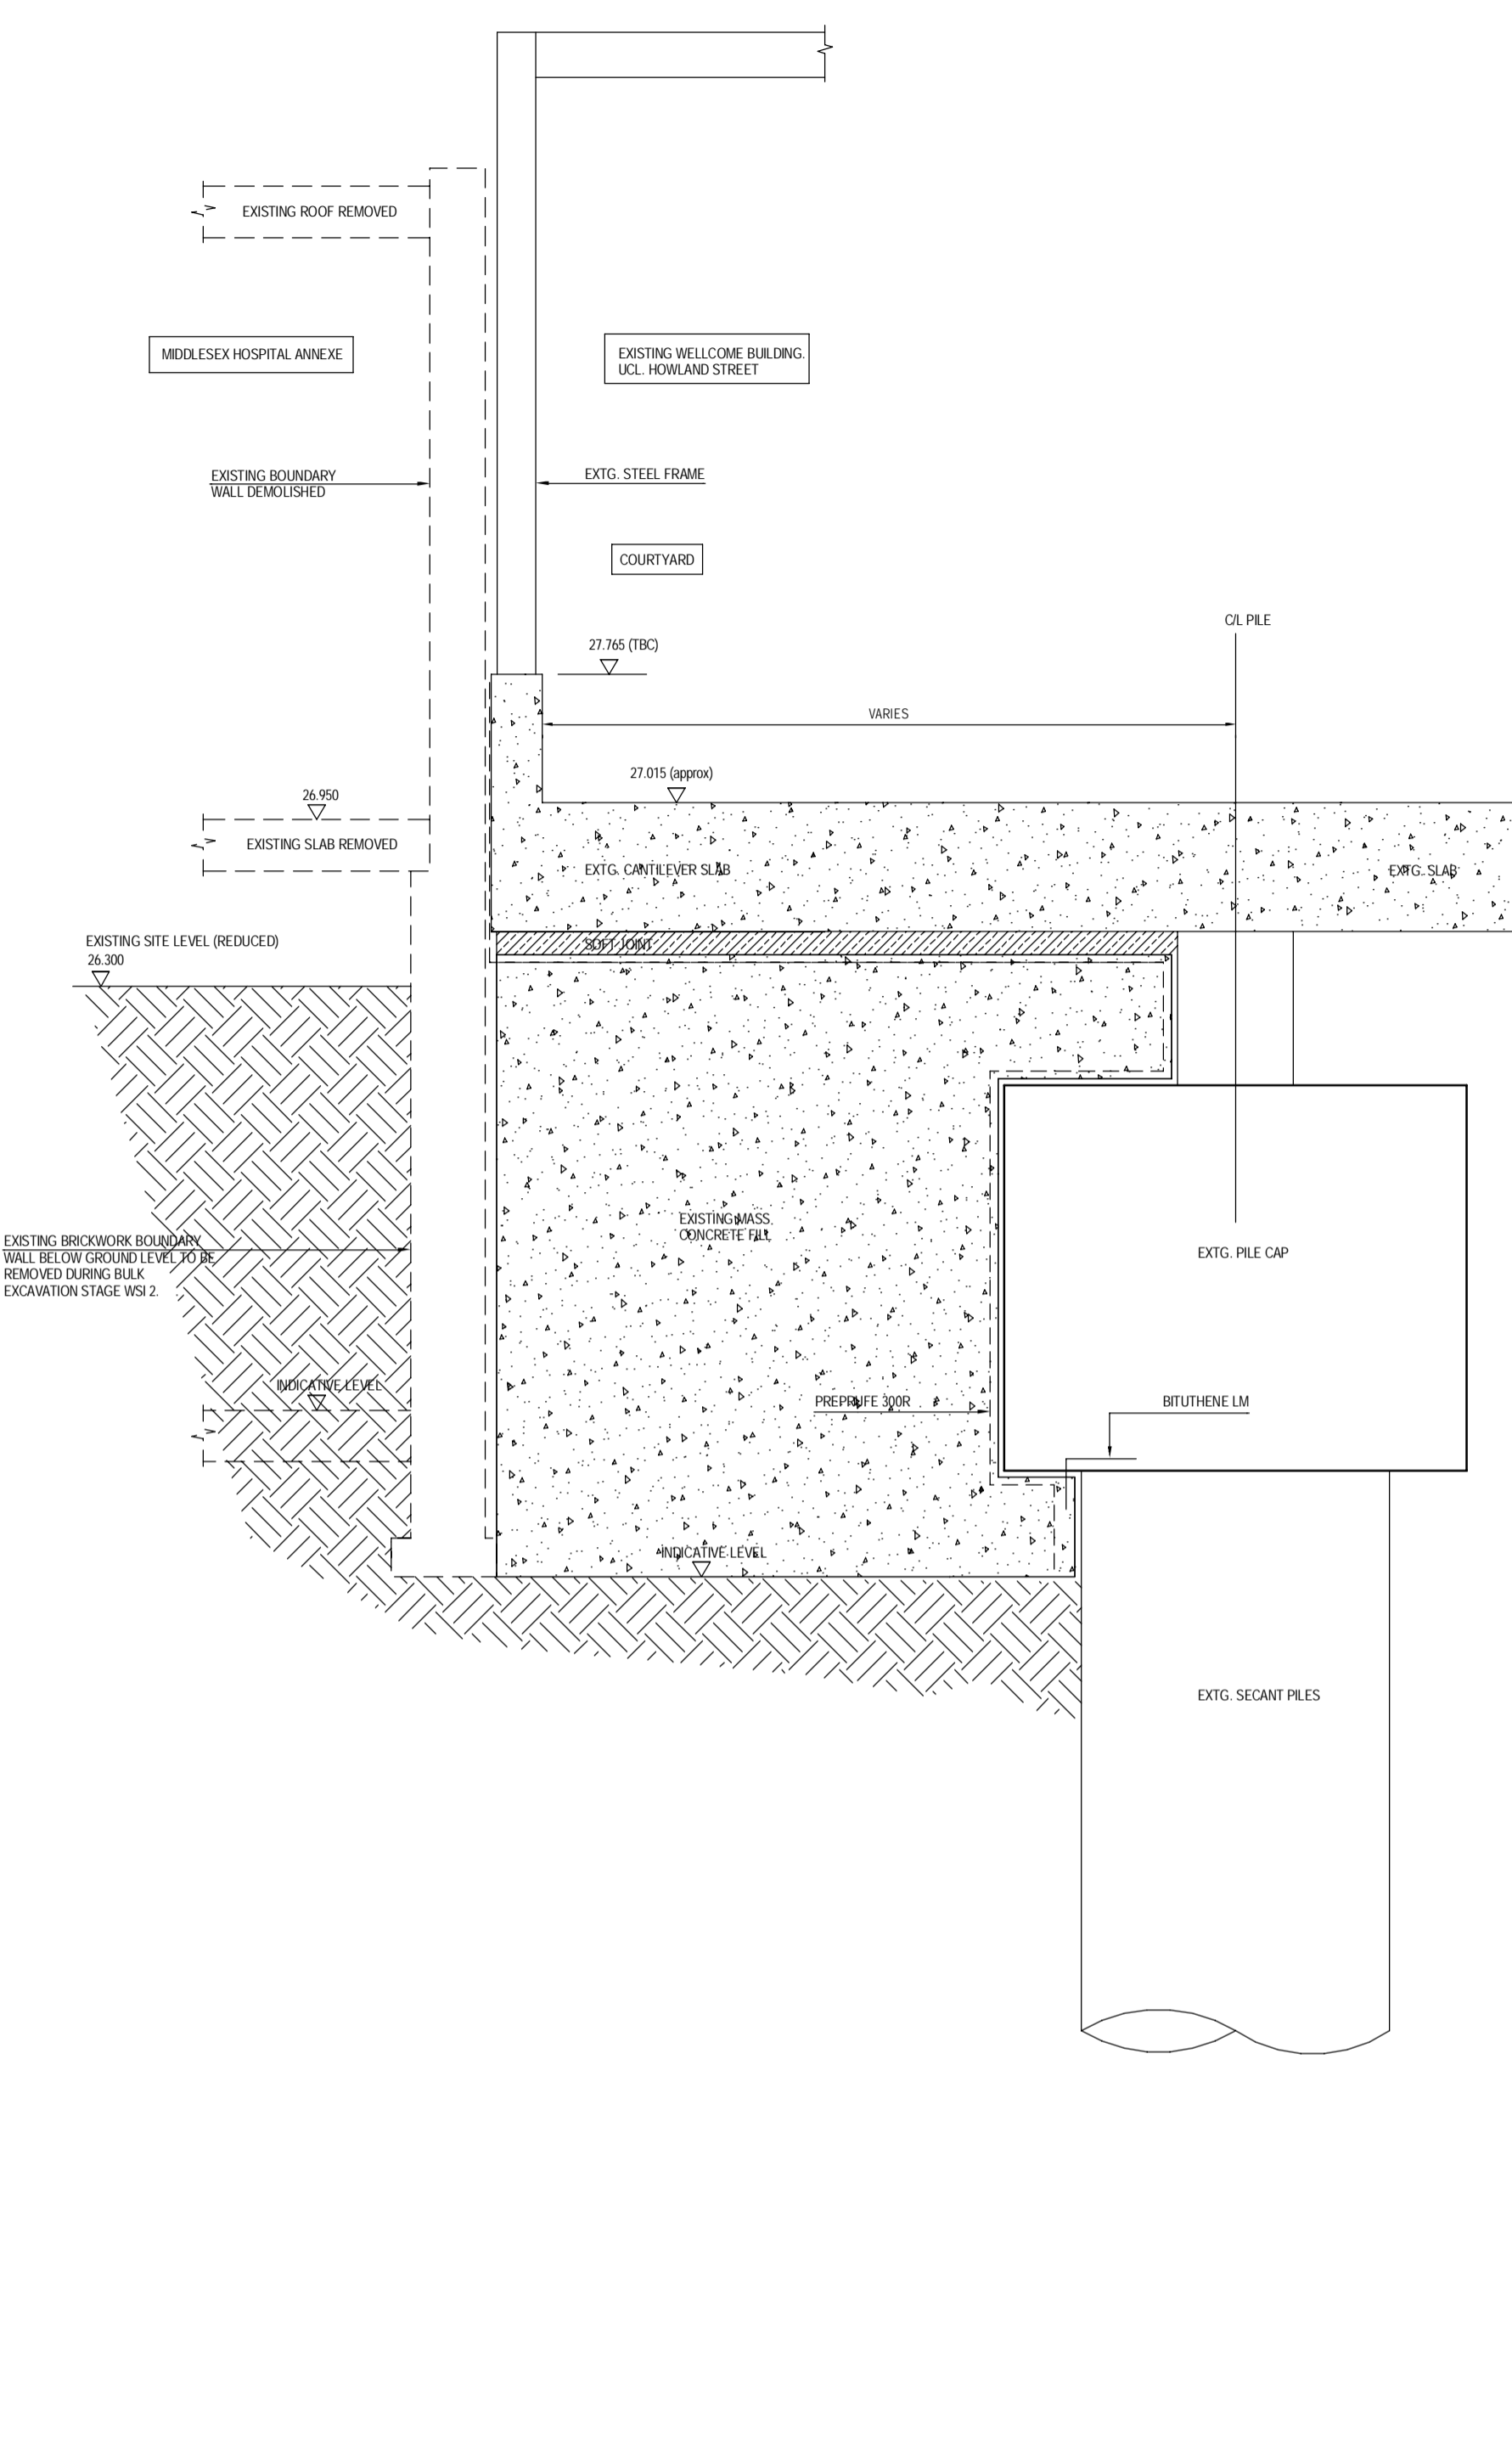 EXISTING ROOF REMOVED
MIDDLESEX HOSPITAL ANNEXE
EXISTING WELLCOME BUILDING.
UCL. HOWLAND STREET
EXISTING BOUNDARY
WALL DEMOLISHED
EXTG. STEEL FRAME
COURTYARD
C/L PILE
27.765 (TBC)
VARIES
27.015 (approx)
26.950
EXISTING SLAB REMOVED
EXTG. CANTILEVER SLAB
EXTG. SLAB
EXISTING SITE LEVEL (REDUCED)
26.300
SOFT JOINT
EXISTING MASS
CONCRETE FILL
EXISTING BRICKWORK BOUNDARY
WALL BELOW GROUND LEVEL TO BE
REMOVED DURING BULK
EXCAVATION STAGE WSI 2.
EXTG. PILE CAP
INDICATIVE LEVEL
PREPRUFE 300R
BITUTHENE LM
INDICATIVE LEVEL
EXTG. SECANT PILES